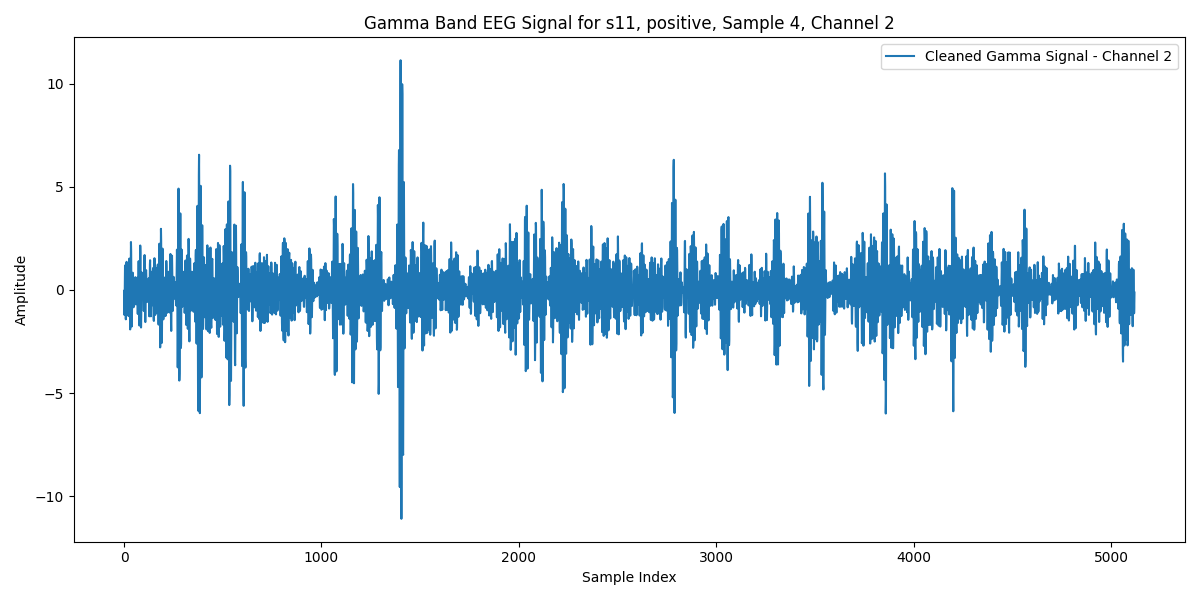 Gamma Band EEG Signal for s11, positive, Sample 4, Channel 2
Cleaned Gamma Signal - Channel 2
Amplitude
10
5
0
−5
−10
0 1000 2000 3000 4000 5000
Sample Index